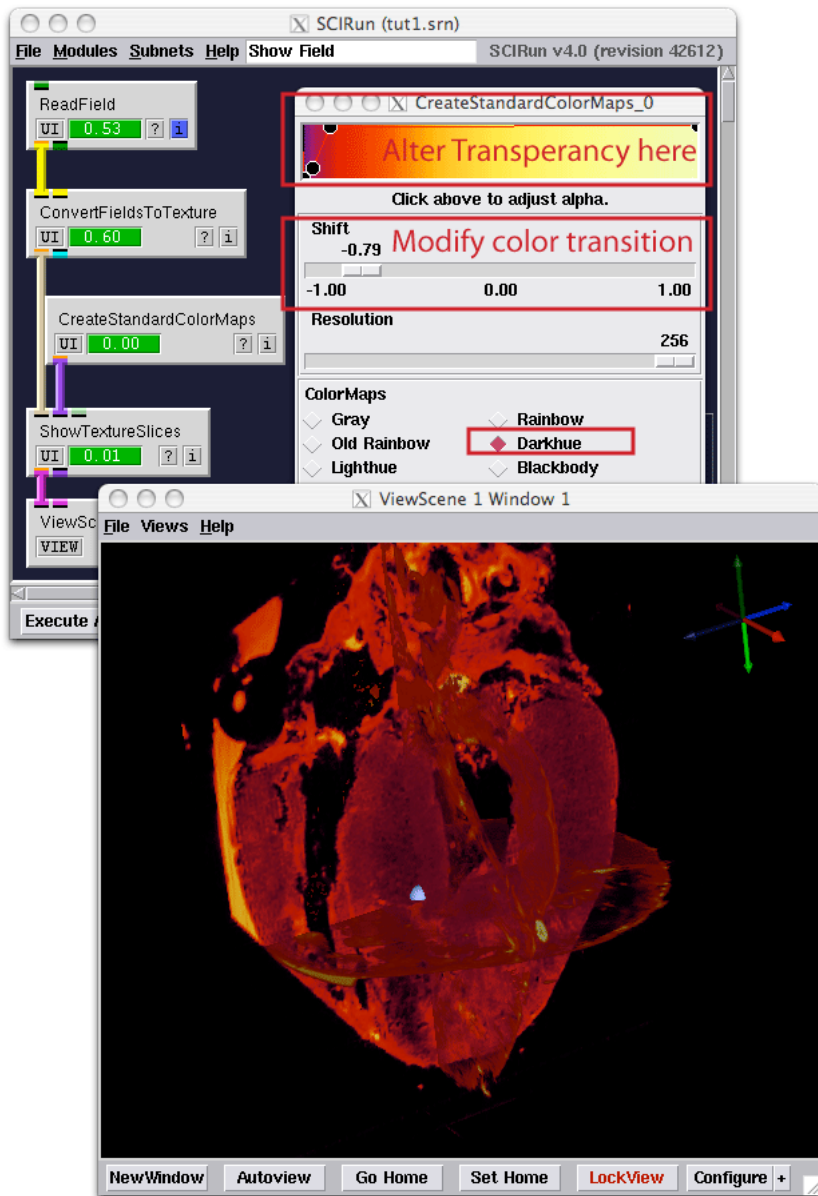 SCIRun (tut1.srn)
File Modules Subnets Help Show Field SCIRun v4.0 (revision 42612)
ReadField
UI 0.53 ? i
ConvertFieldsToTexture
UI 0.60 ? i
CreateStandardColorMaps
UI 0.00 ? i
ShowTextureSlices
UI 0.01 ? i
ViewSc
VIEW
Execute
CreateStandardColorMaps_0
Alter Transperancy here
Click above to adjust alpha.
Shift
-0.79
Modify color transition
-1.00 0.00 1.00
Resolution
256
ColorMaps
Gray Rainbow
Old Rainbow Darkhue
Lighthue Blackbody
ViewScene 1 Window 1
File Views Help
NewWindow Autoview Go Home Set Home LockView Configure +